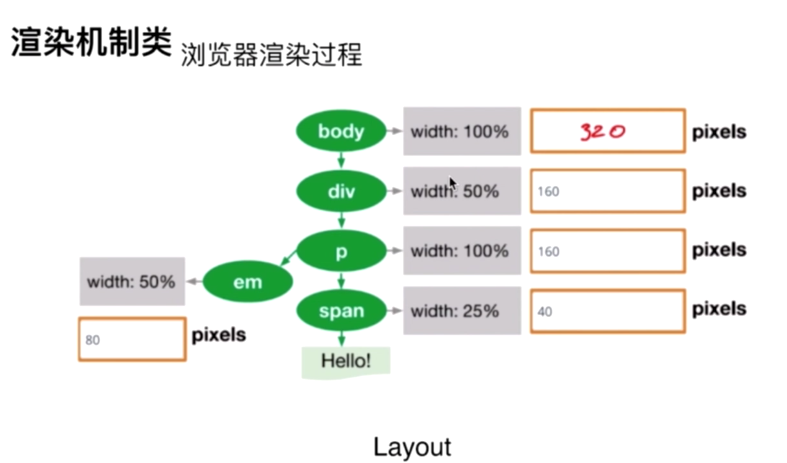 渲染机制类 浏览器渲染过程
body width: 100% 320 pixels
div width: 50% 160 pixels
p width: 100% 160 pixels
width: 50% em
span width: 25% 40 pixels
80 pixels
Hello!
Layout